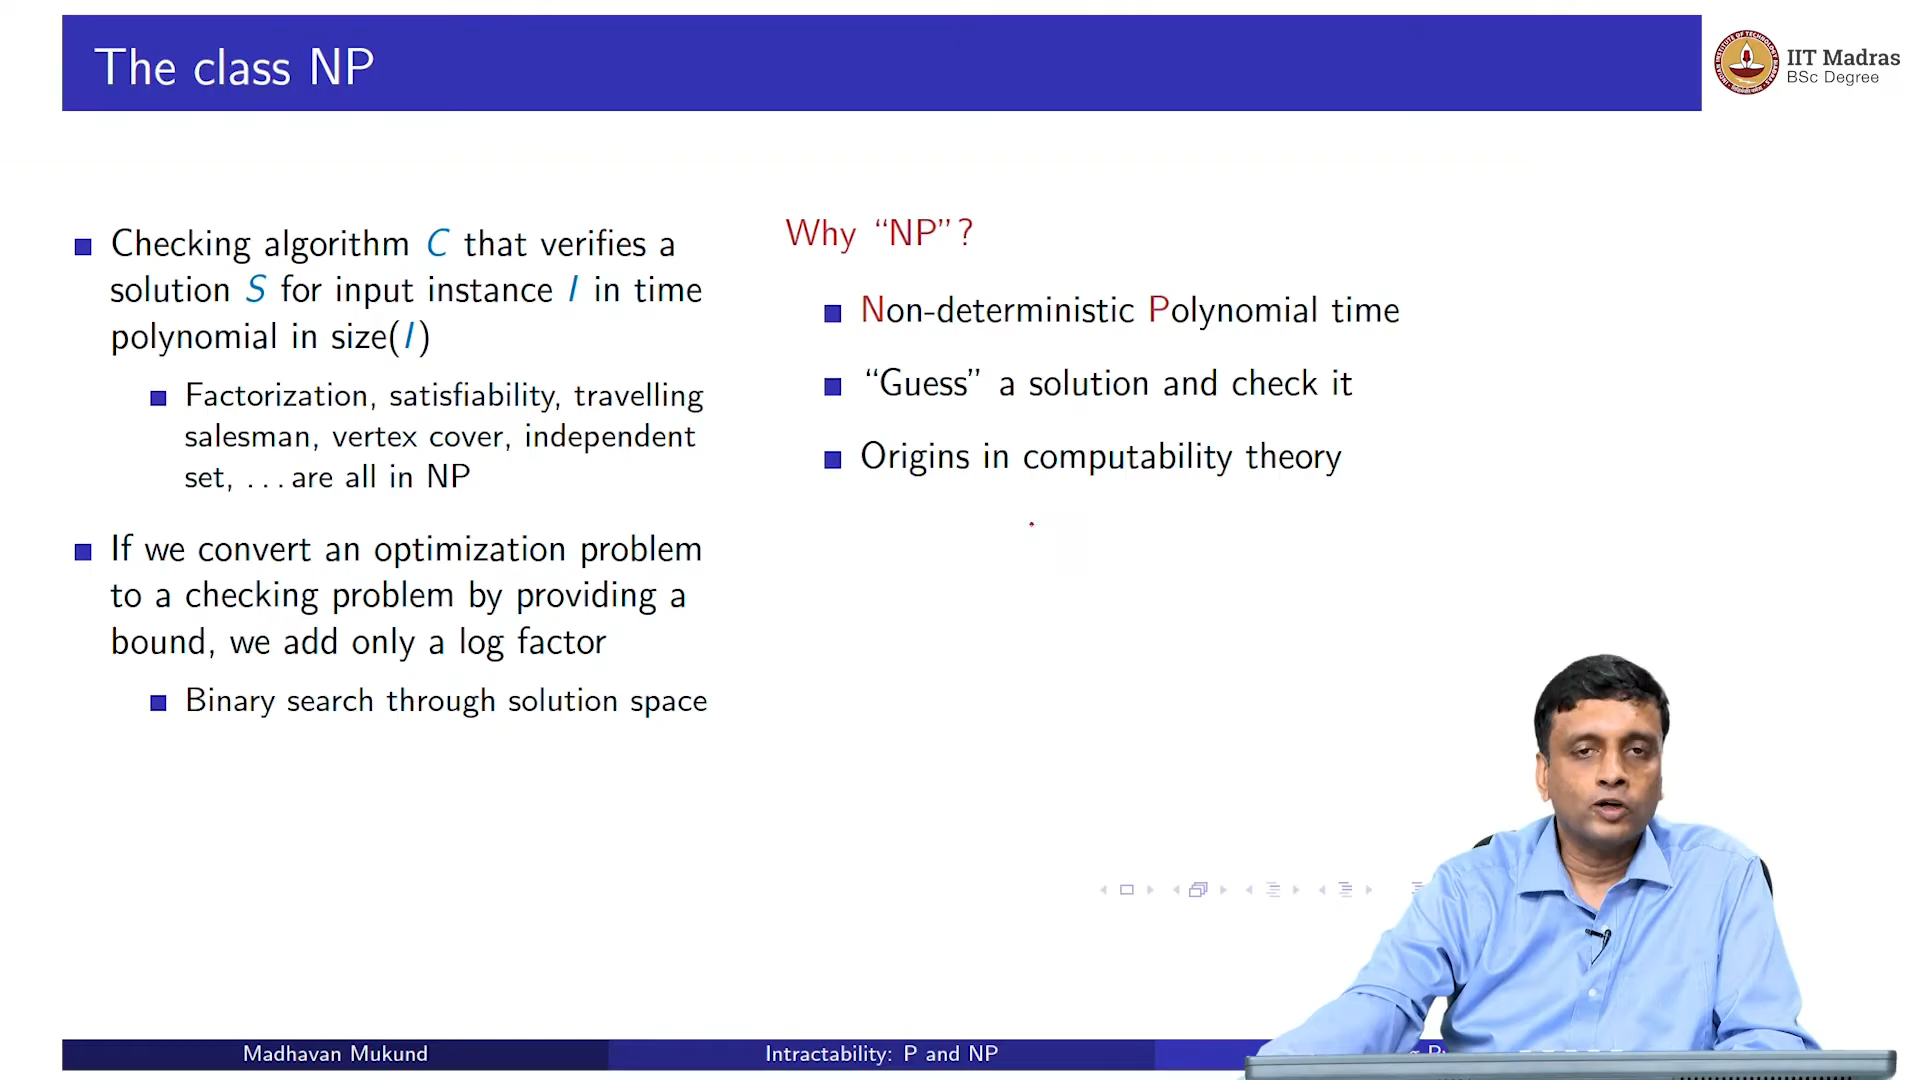 The class NP
IIT Madras
BSc Degree
Checking algorithm C that verifies a
solution S for input instance I in time
polynomial in size(I)
Factorization, satisfiability, travelling
salesman, vertex cover, independent
set, ... are all in NP
If we convert an optimization problem
to a checking problem by providing a
bound, we add only a log factor
Binary search through solution space
Why “NP”?
Non-deterministic Polynomial time
“Guess” a solution and check it
Origins in computability theory
Madhavan Mukund
Intractability: P and NP